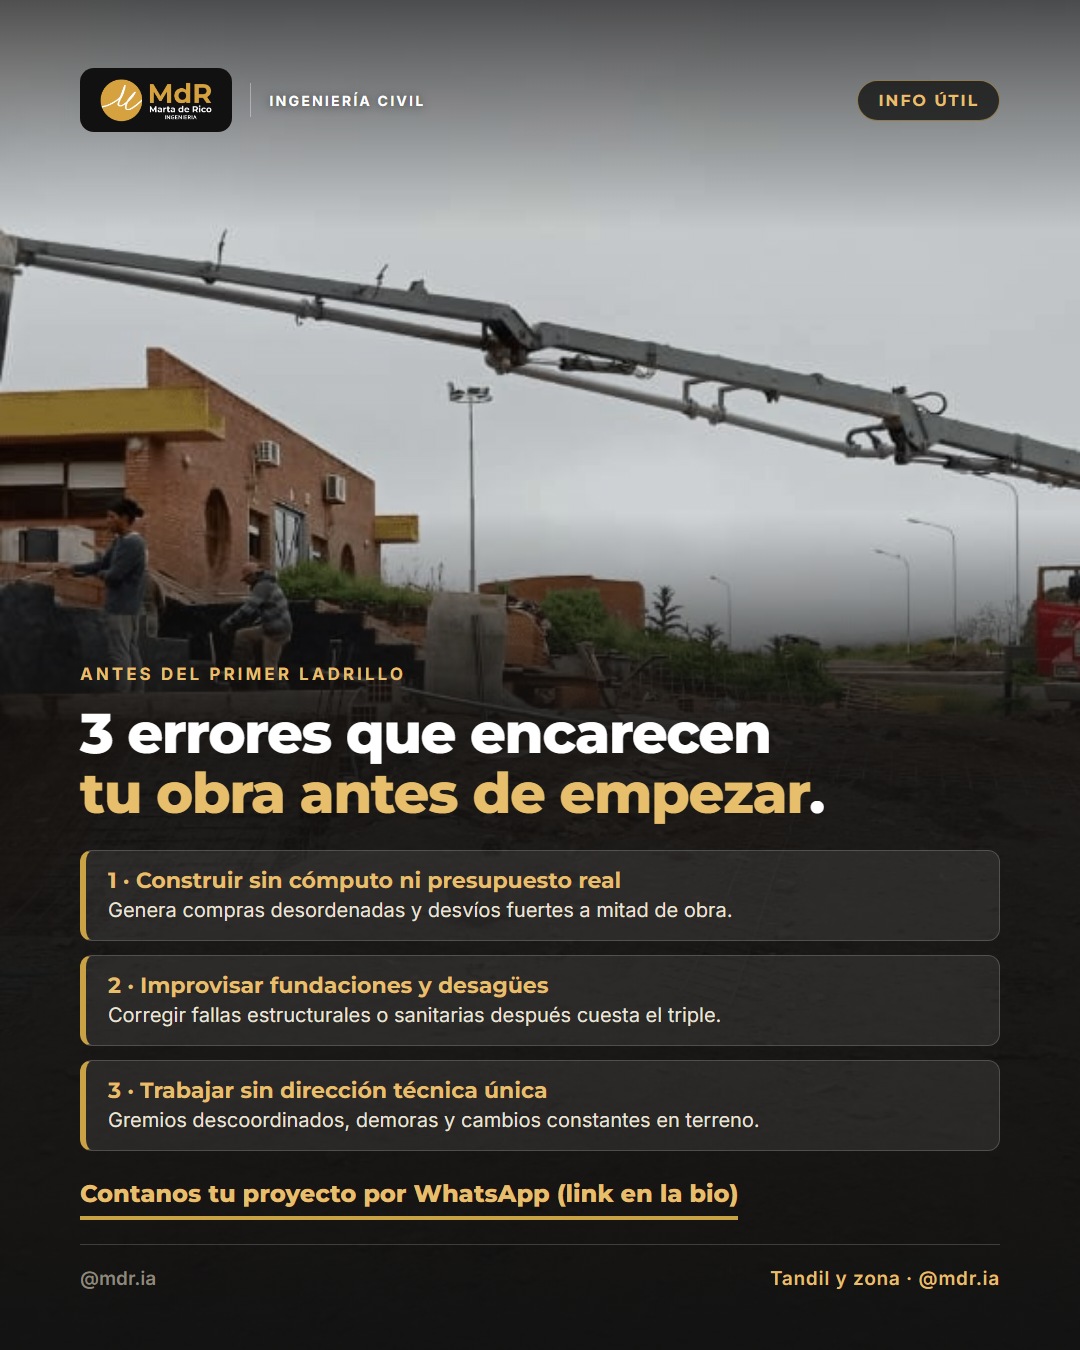 MdR
Marta de Rico
INGENIERIA
INGENIERÍA CIVIL
INFO ÚTIL
ANTES DEL PRIMER LADRILLO
3 errores que encarecen
tu obra antes de empezar.
1 · Construir sin cómputo ni presupuesto real
Genera compras desordenadas y desvíos fuertes a mitad de obra.
2 · Improvisar fundaciones y desagües
Corregir fallas estructurales o sanitarias después cuesta el triple.
3 · Trabajar sin dirección técnica única
Gremios descoordinados, demoras y cambios constantes en terreno.
Contanos tu proyecto por WhatsApp (link en la bio)
@mdr.ia
Tandil y zona · @mdr.ia